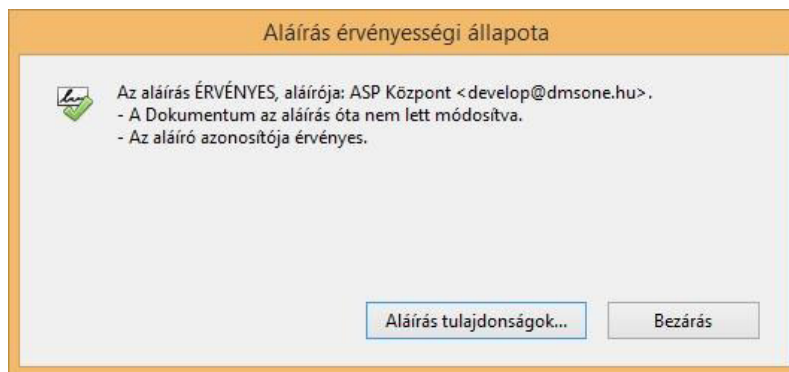 Aláírás érvényességi állapota
Az aláírás ÉRVÉNYES, aláírója: ASP Központ <develop@dmsone.hu>.
- A Dokumentum az aláírás óta nem lett módosítva.
- Az aláíró azonosítója érvényes.
Aláírás tulajdonságok... Bezárás